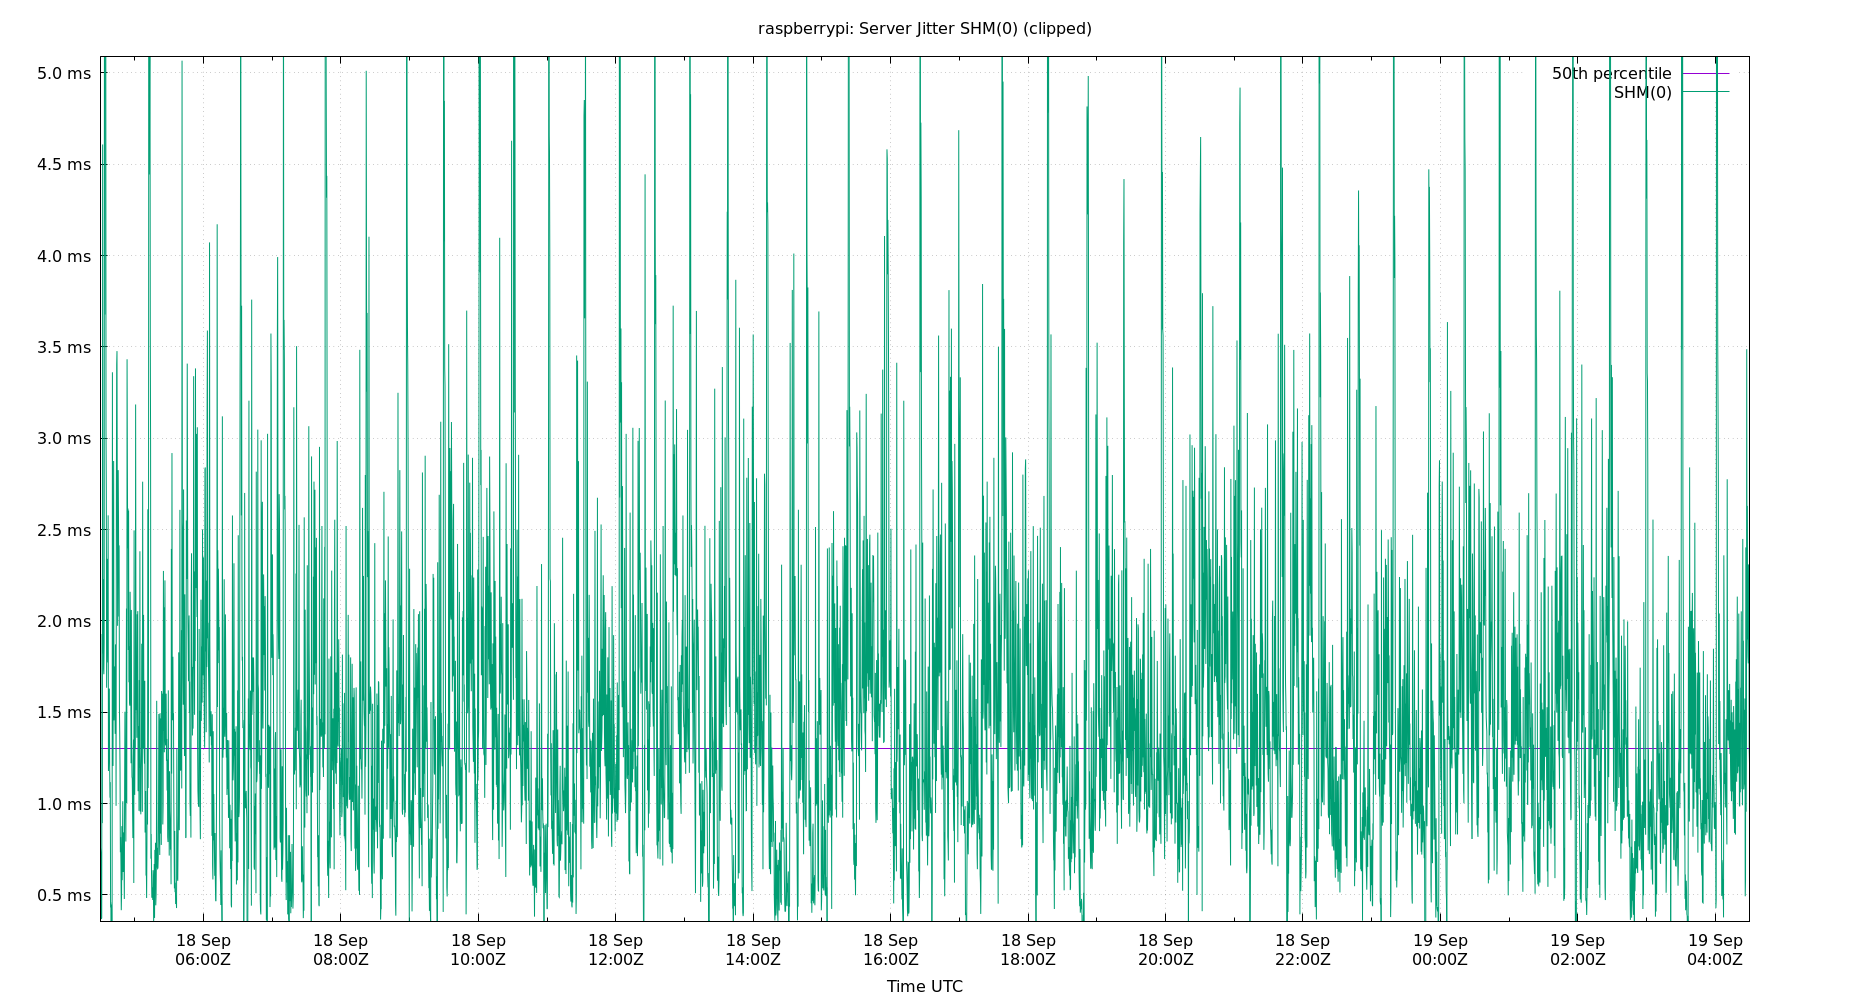 raspberrypi: Server Jitter SHM(0) (clipped)
50th percentile
SHM(0)
5.0 ms
4.5 ms
4.0 ms
3.5 ms
3.0 ms
2.5 ms
2.0 ms
1.5 ms
1.0 ms
0.5 ms
18 Sep 18 Sep 18 Sep 18 Sep 18 Sep 18 Sep 18 Sep 18 Sep 18 Sep 19 Sep 19 Sep 19 Sep
06:00Z 08:00Z 10:00Z 12:00Z 14:00Z 16:00Z 18:00Z 20:00Z 22:00Z 00:00Z 02:00Z 04:00Z
Time UTC